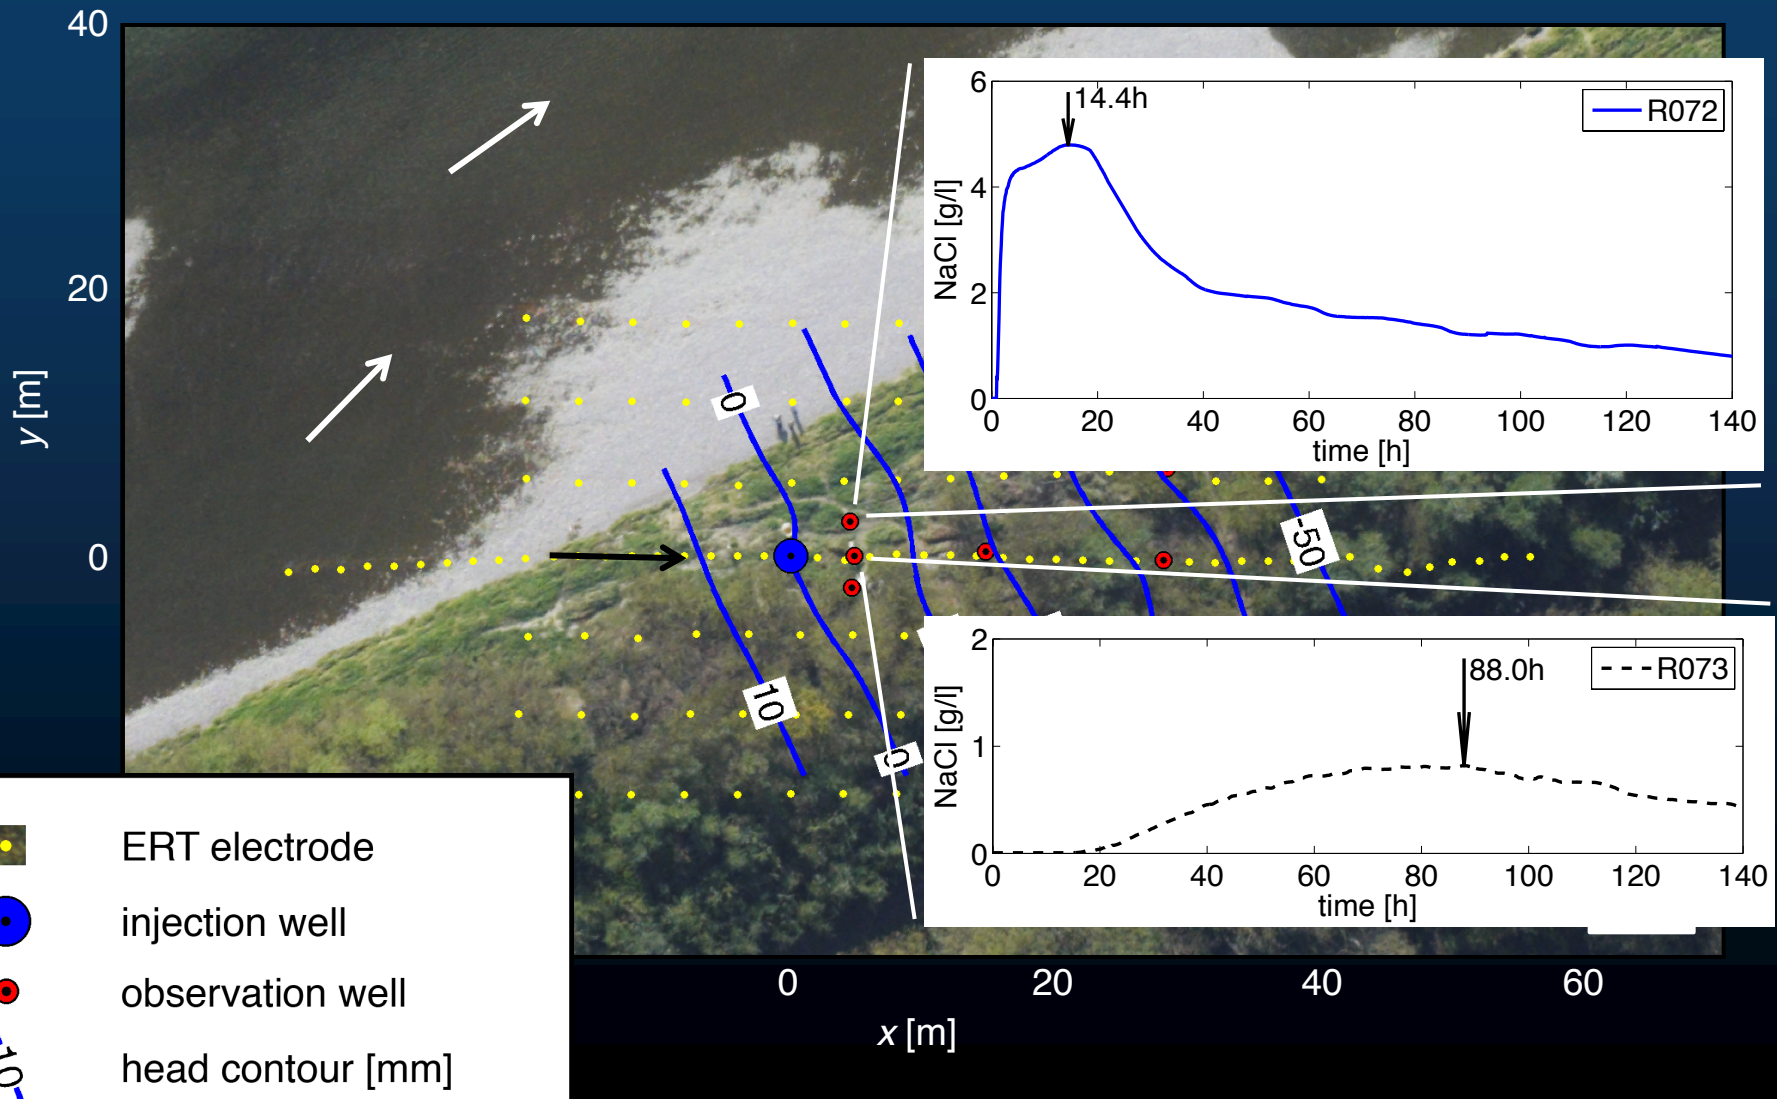 40
20
0
y [m]
0
10
0
-50
6
4
2
0
NaCl [g/l]
14.4h
R072
0 20 40 60 80 100 120 140
time [h]
2
1
0
NaCl [g/l]
88.0h
R073
0 20 40 60 80 100 120 140
time [h]
0 20 40 60
x [m]
ERT electrode
injection well
observation well
10
head contour [mm]